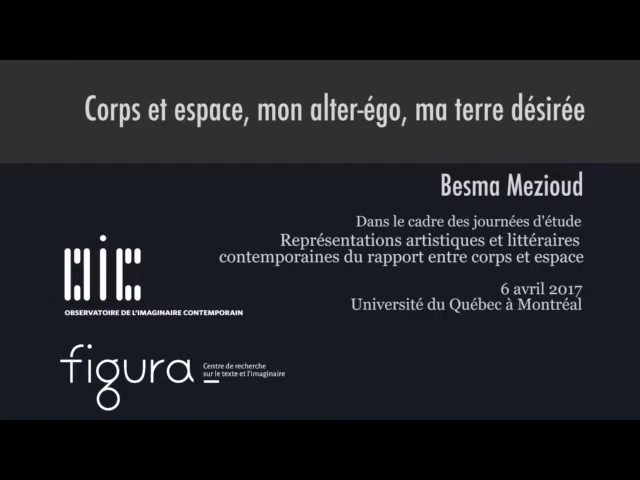 Corps et espace, mon alter-égo, ma terre désirée
Besma Mezioud
Dans le cadre des journées d'étude
Représentations artistiques et littéraires
contemporaines du rapport entre corps et espace
6 avril 2017
Université du Québec à Montréal
oic
OBSERVATOIRE DE L'IMAGINAIRE CONTEMPORAIN
figura_
Centre de recherche
sur le texte et l'imaginaire